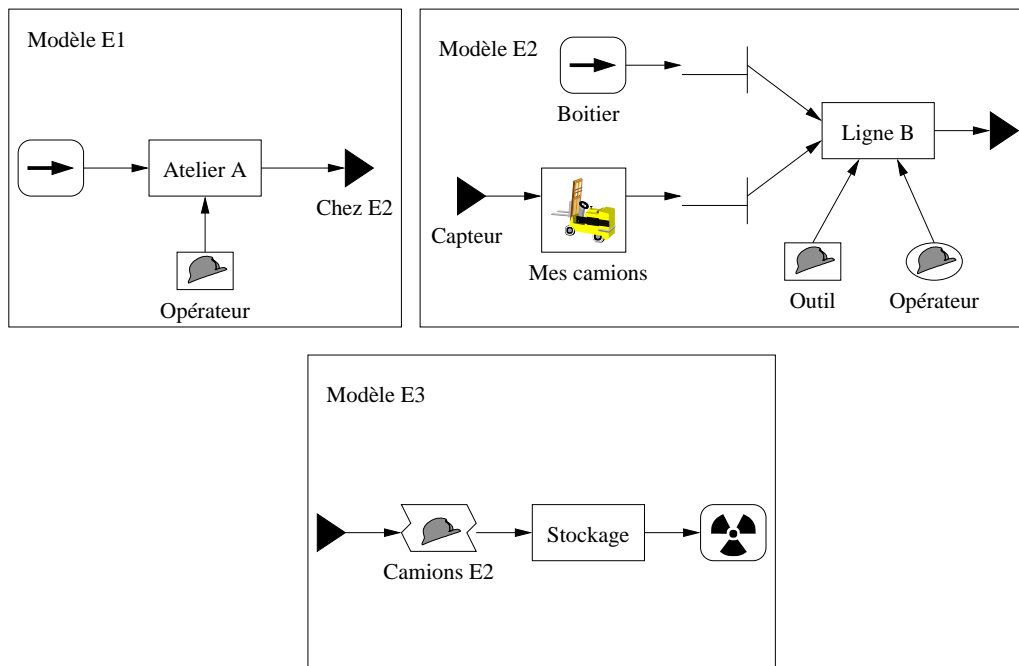 Modèle E1
Atelier A
Chez E2
Opérateur
Modèle E2
Boitier
Ligne B
Capteur
Mes camions
Outil
Opérateur
Modèle E3
Stockage
Camions E2